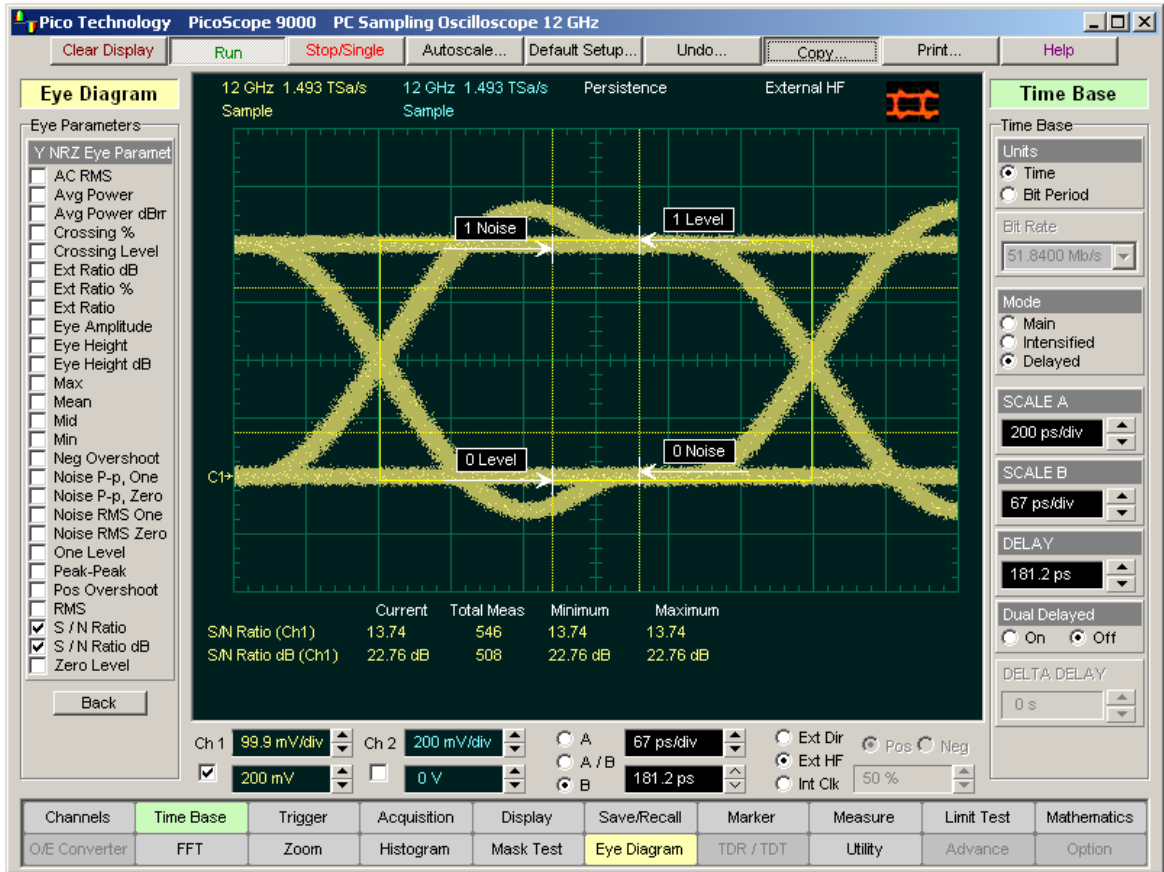 Pico Technology PicoScope 9000 PC Sampling Oscilloscope 12 GHz
Clear Display Run Stop/Single Autoscale... Default Setup... Undo... Copy... Print... Help
Eye Diagram
Eye Parameters
Y NRZ Eye Paramet
AC RMS
Avg Power
Avg Power dBm
Crossing %
Crossing Level
Ext Ratio dB
Ext Ratio %
Ext Ratio
Eye Amplitude
Eye Height
Eye Height dB
Max
Mean
Mid
Min
Neg Overshoot
Noise P-p, One
Noise P-p, Zero
Noise RMS One
Noise RMS Zero
One Level
Peak-Peak
Pos Overshoot
RMS
S / N Ratio
S / N Ratio dB
Zero Level
Back
12 GHz 1.493 TSa/s 12 GHz 1.493 TSa/s Persistence External HF
Sample Sample
1 Noise 1 Level
0 Level 0 Noise
C1
Current Total Meas Minimum Maximum
S/N Ratio (Ch1) 13.74 546 13.74 13.74
S/N Ratio dB (Ch1) 22.76 dB 508 22.76 dB 22.76 dB
Time Base
Time Base
Units
Time
Bit Period
Bit Rate
51.8400 Mb/s
Mode
Main
Intensified
Delayed
SCALE A
200 ps/div
SCALE B
67 ps/div
DELAY
181.2 ps
Dual Delayed
On Off
DELTA DELAY
0 s
Ch 1 99.9 mV/div Ch 2 200 mV/div A 67 ps/div Ext Dir Pos Neg
A / B Ext HF
200 mV 0 V B 181.2 ps Int Clk 50 %
Channels Time Base Trigger Acquisition Display Save/Recall Marker Measure Limit Test Mathematics
O/E Converter FFT Zoom Histogram Mask Test Eye Diagram TDR / TDT Utility Advance Option